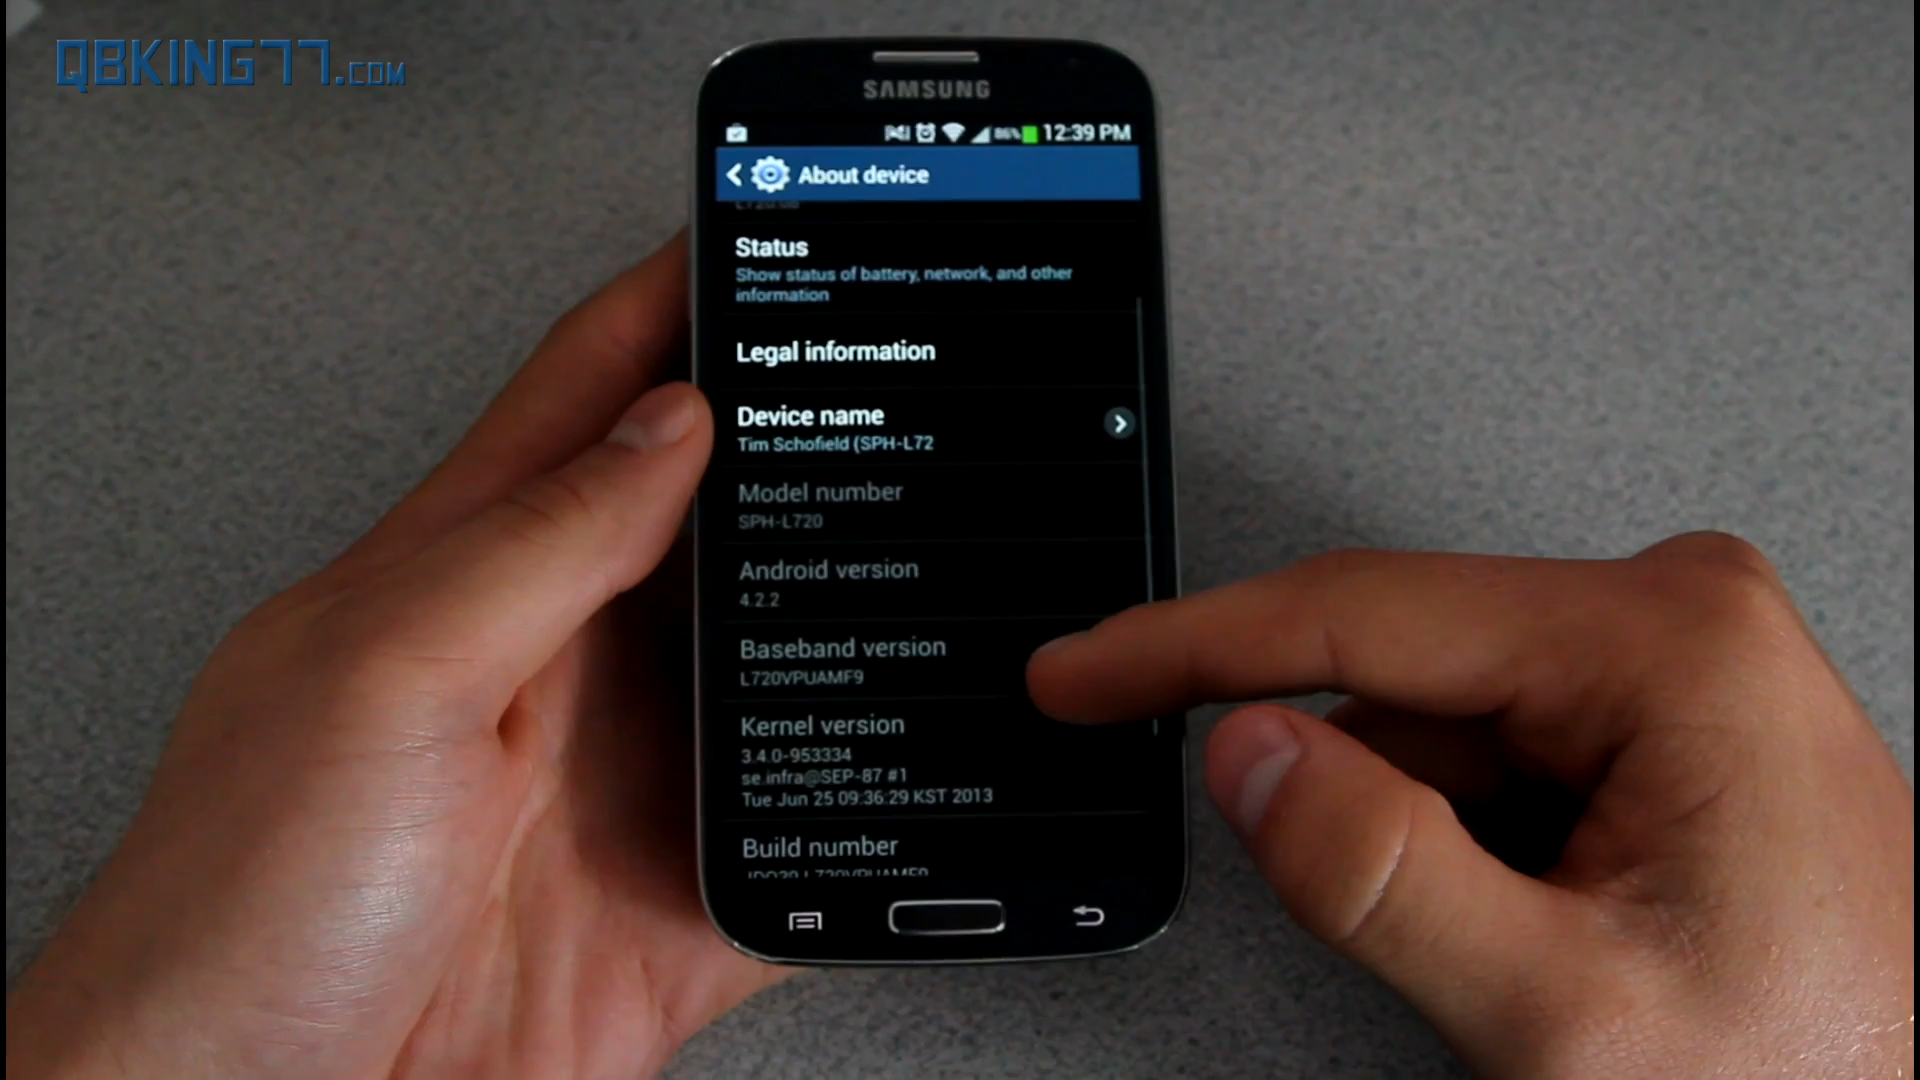 QBKING77.COM
SAMSUNG
86% 12:39 PM
About device
Status
Show status of battery, network, and other
information
Legal information
Device name
Tim Schofield (SPH-L72
Model number
SPH-L720
Android version
4.2.2
Baseband version
L720VPUAMF9
Kernel version
3.4.0-953334
se.infra@SEP-87 #1
Tue Jun 25 09:36:29 KST 2013
Build number